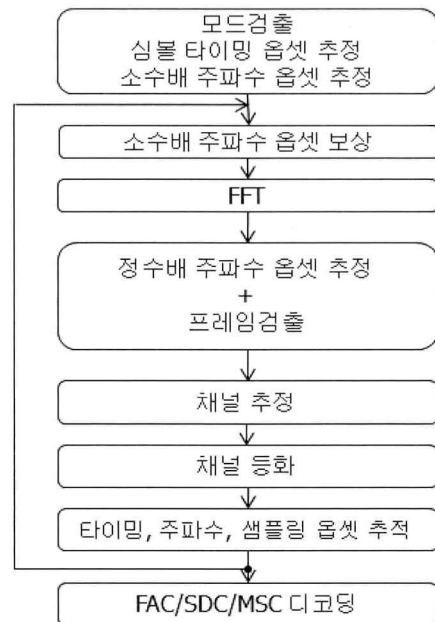 모드검출
심볼 타이밍 옵셋 추정
소수배 주파수 옵셋 추정
소수배 주파수 옵셋 보상
FFT
정수배 주파수 옵셋 추정
+
프레임검출
채널 추정
채널 등화
타이밍, 주파수, 샘플링 옵셋 추적
FAC/SDC/MSC 디코딩